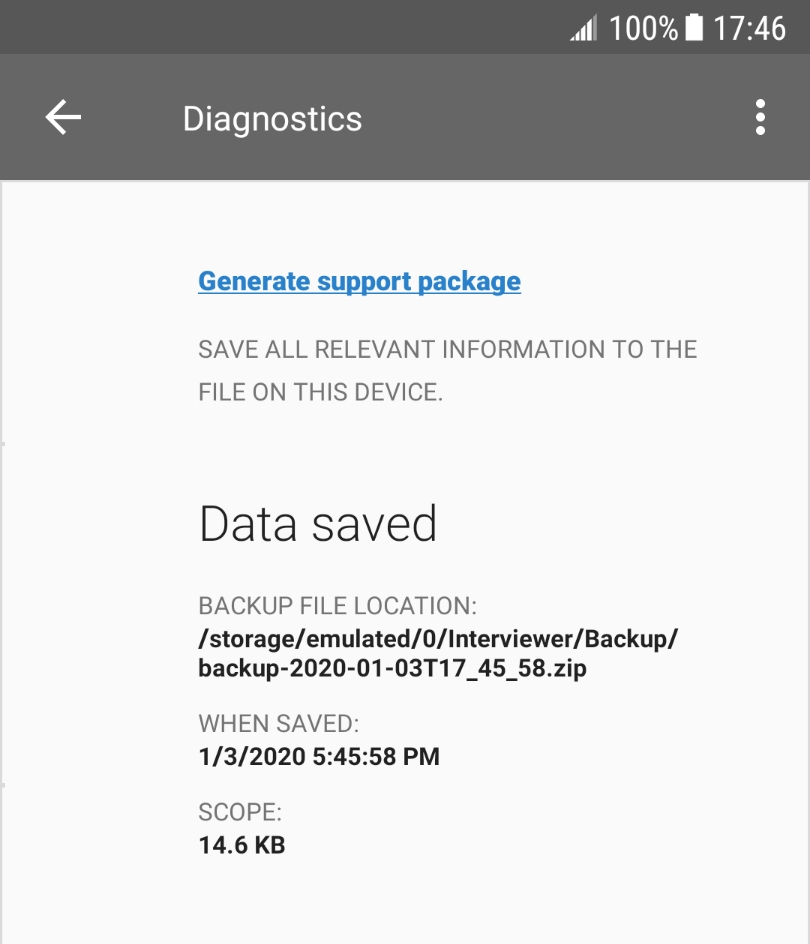 100% 17:46
Diagnostics
Generate support package
SAVE ALL RELEVANT INFORMATION TO THE
FILE ON THIS DEVICE.
Data saved
BACKUP FILE LOCATION:
/storage/emulated/0/Interviewer/Backup/
backup-2020-01-03T17_45_58.zip
WHEN SAVED:
1/3/2020 5:45:58 PM
SCOPE:
14.6 KB